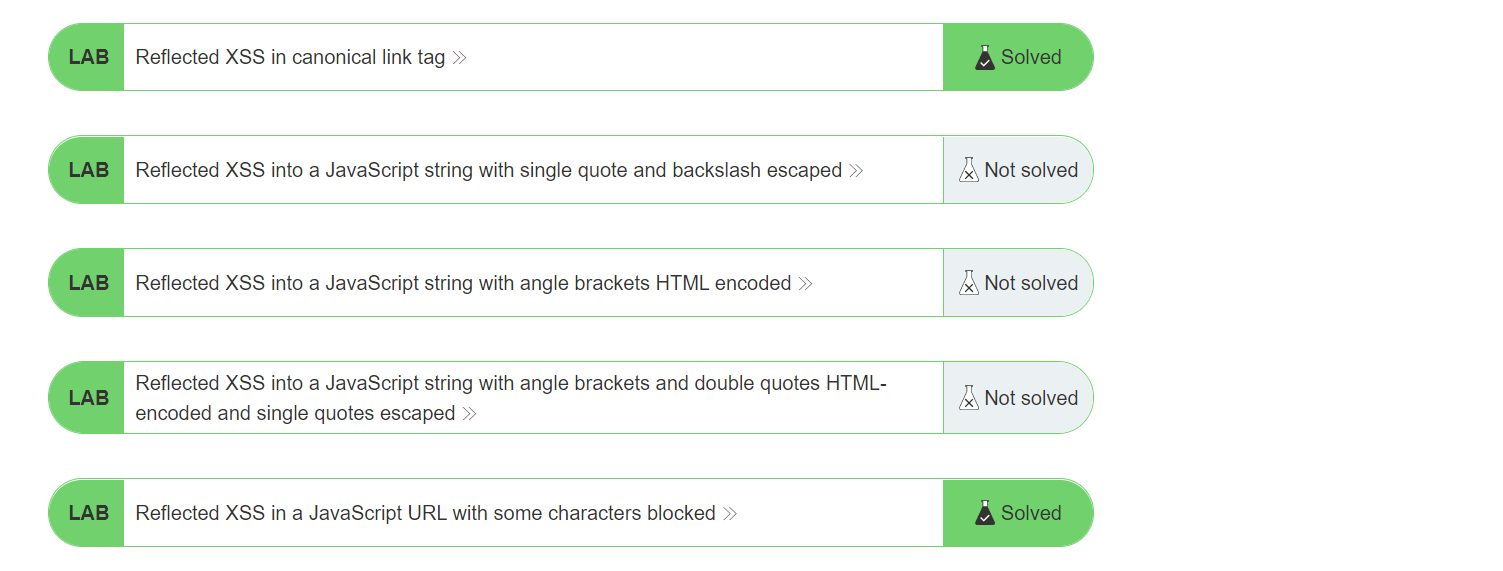 LAB Reflected XSS in canonical link tag Solved
LAB Reflected XSS into a JavaScript string with single quote and backslash escaped Not solved
LAB Reflected XSS into a JavaScript string with angle brackets HTML encoded Not solved
LAB Reflected XSS into a JavaScript string with angle brackets and double quotes HTML-
encoded and single quotes escaped Not solved
LAB Reflected XSS in a JavaScript URL with some characters blocked Solved